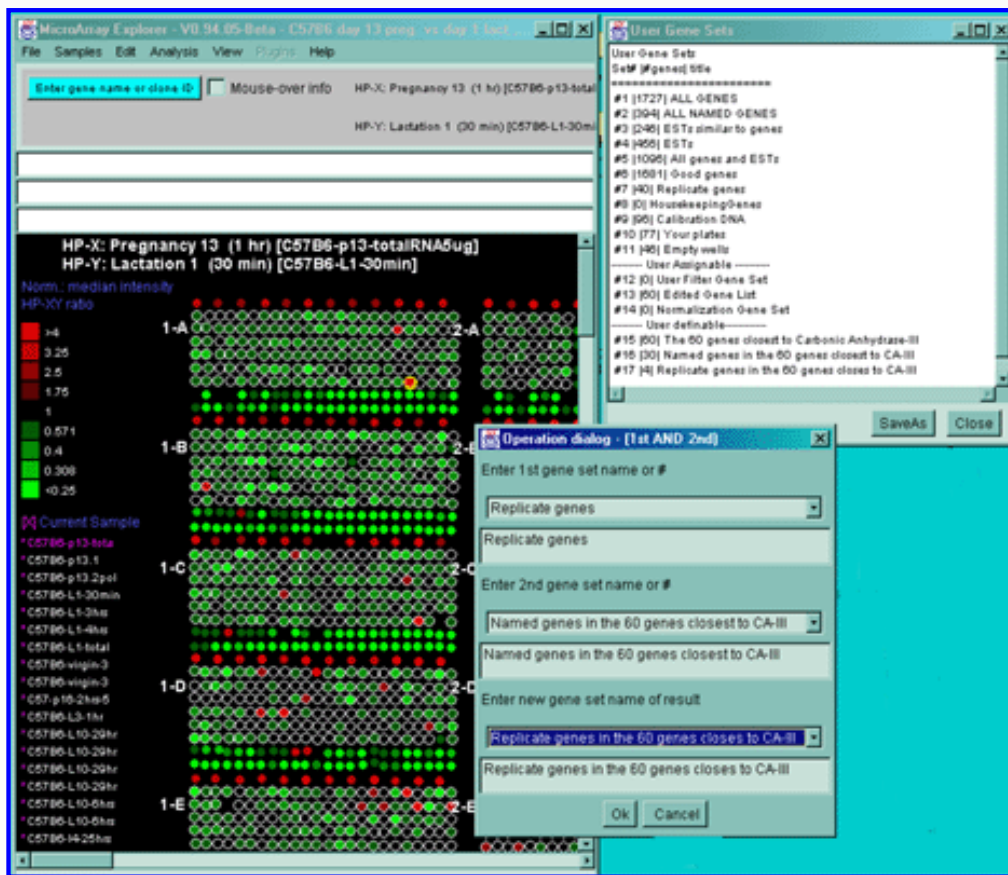 MicroArray Explorer - V0.94.05-Beta - C57B6 day 13 preg. vs day 1 lact
File Samples Edit Analysis View Plugins Help
Enter gene name or clone ID
Mouse-over info
HP-X: Pregnancy 13 (1 hr) [C57B6-p13-total
HP-Y: Lactation 1 (30 min) [C57B6-L1-30mi
HP-X: Pregnancy 13 (1 hr) [C57B6-p13-totalRNA5ug]
HP-Y: Lactation 1 (30 min) [C57B6-L1-30min]
Norm.: median intensity
HP-XY ratio
>4
3.25
2.5
1.75
1
0.571
0.4
0.308
<0.25
[X] Current Sample
*C57B6-p13-tota
*C57B6-p13.1
*C57B6-p13.2pol
*C57B6-L1-30min
*C57B6-L1-3hrs
*C57B6-L1-4hrs
*C57B6-L1-total
*C57B6-virgin-3
*C57B6-virgin-3
*C57-p16-2hrs-5
*C57B6-L3-1hr
*C57B6-L10-29hr
*C57B6-L10-29hr
*C57B6-L10-29hr
*C57B6-L10-29hr
*C57B6-L10-6hrs
*C57B6-L10-6hrs
*C57B6-I4-25hrs
1-A
2-A
1-B
1-C
1-D
1-E
User Gene Sets
User Gene Sets
Set# |#genes| title
========================
#1 |1727| ALL GENES
#2 |394| ALL NAMED GENES
#3 |246| ESTs similar to genes
#4 |456| ESTs
#5 |1096| All genes and ESTs
#6 |1681| Good genes
#7 |40| Replicate genes
#8 |0| HousekeepingGenes
#9 |96| Calibration DNA
#10 |77| Your plates
#11 |46| Empty wells
-------- User Assignable --------
#12 |0| User Filter Gene Set
#13 |60| Edited Gene List
#14 |0| Normalization Gene Set
-------- User definable---------
#15 |60| The 60 genes closest to Carbonic Anhydrase-III
#16 |30| Named genes in the 60 genes closest to CA-III
#17 |4| Replicate genes in the 60 genes closes to CA-III
SaveAs
Close
Operation dialog - (1st AND 2nd)
Enter 1st gene set name or #
Replicate genes
Replicate genes
Enter 2nd gene set name or #
Named genes in the 60 genes closest to CA-III
Named genes in the 60 genes closest to CA-III
Enter new gene set name of result
Replicate genes in the 60 genes closes to CA-III
Replicate genes in the 60 genes closes to CA-III
Ok
Cancel